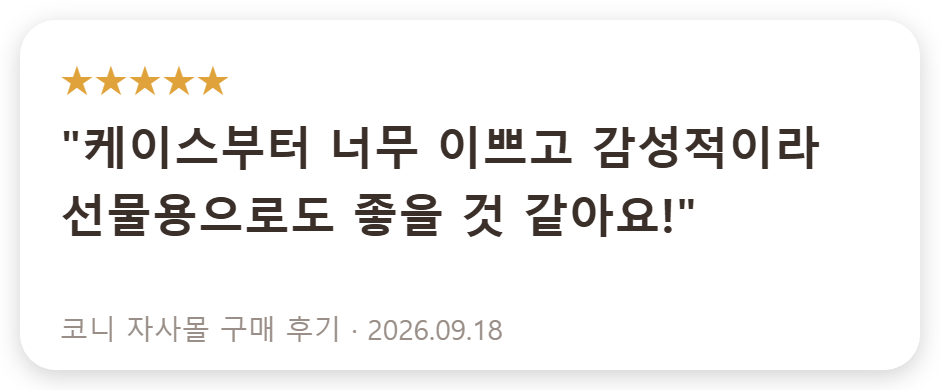 ★★★★★
"케이스부터 너무 이쁘고 감성적이라
선물용으로도 좋을 것 같아요!"
코니 자사몰 구매 후기 · 2026.09.18